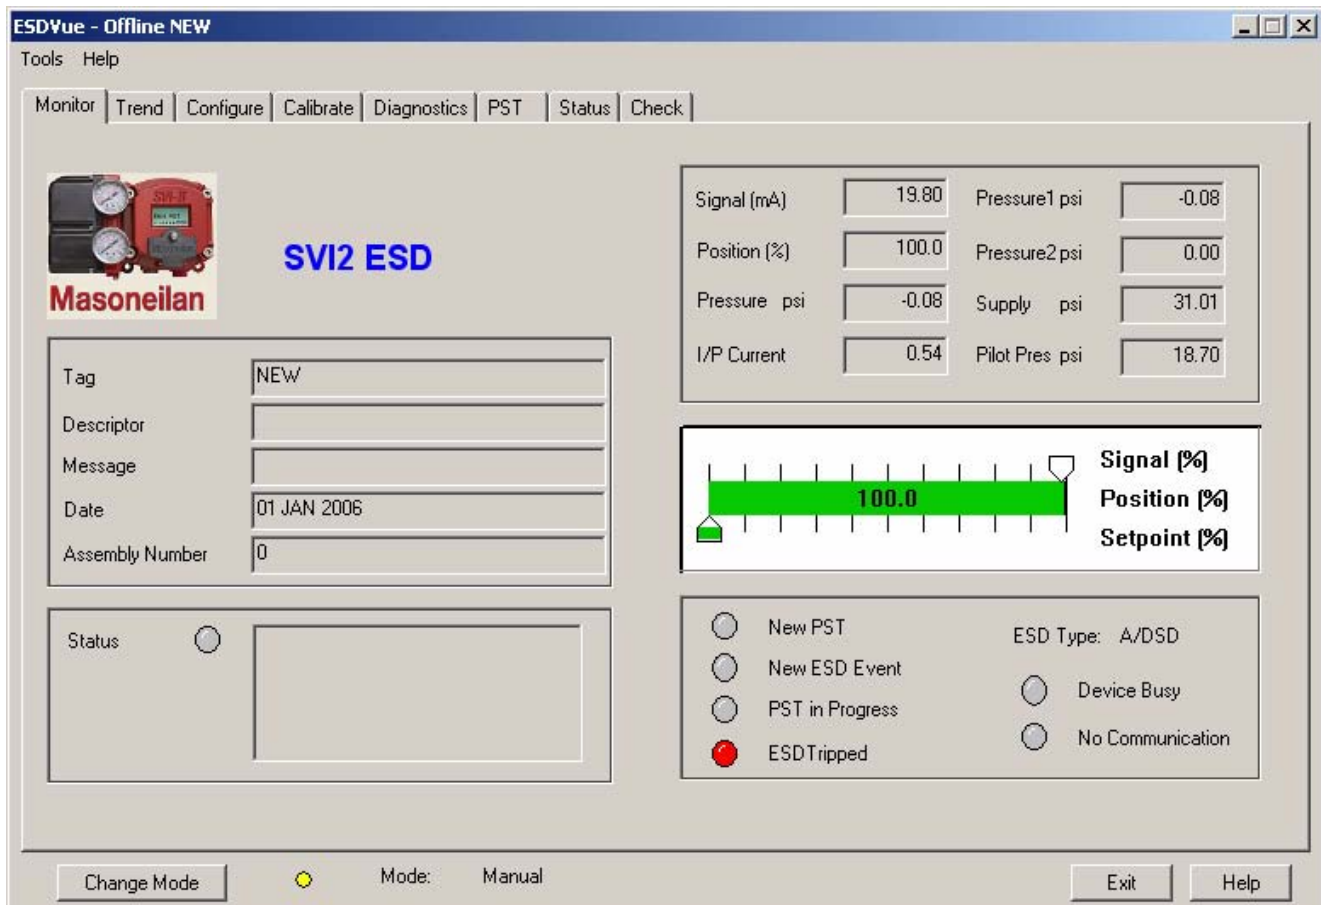 ESDVue - Offline NEW
Tools Help
Monitor Trend Configure Calibrate Diagnostics PST Status Check
Masoneilan
SVI2 ESD
Signal (mA) 19.80 Pressure1 psi -0.08
Position (%) 100.0 Pressure2 psi 0.00
Pressure psi -0.08 Supply psi 31.01
I/P Current 0.54 Pilot Pres psi 18.70
Tag NEW
Descriptor
Message
Date 01 JAN 2006
Assembly Number 0
Signal (%)
100.0 Position (%)
Setpoint (%)
Status
New PST
New ESD Event
PST in Progress
ESDTripped
ESD Type: A/DSD
Device Busy
No Communication
Change Mode Mode: Manual Exit Help